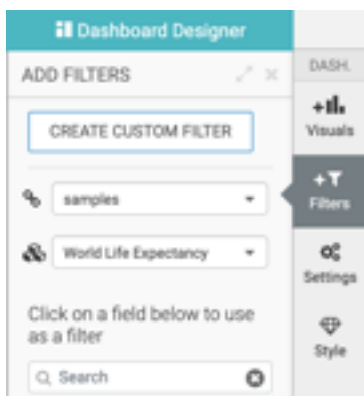 Dashboard Designer
ADD FILTERS
CREATE CUSTOM FILTER
samples
World Life Expectancy
Click on a field below to use
as a filter
Search
DASH.
Visuals
Filters
Settings
Style